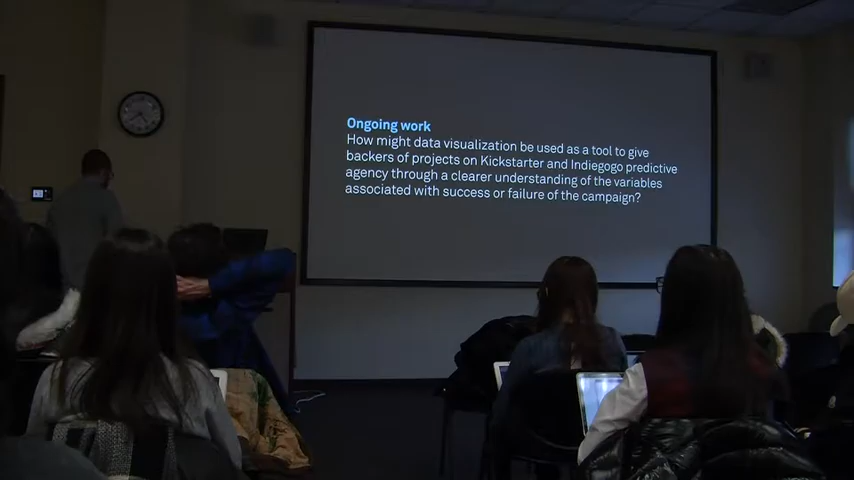 Ongoing work
How might data visualization be used as a tool to give
backers of projects on Kickstarter and Indiegogo predictive
agency through a clearer understanding of the variables
associated with success or failure of the campaign?